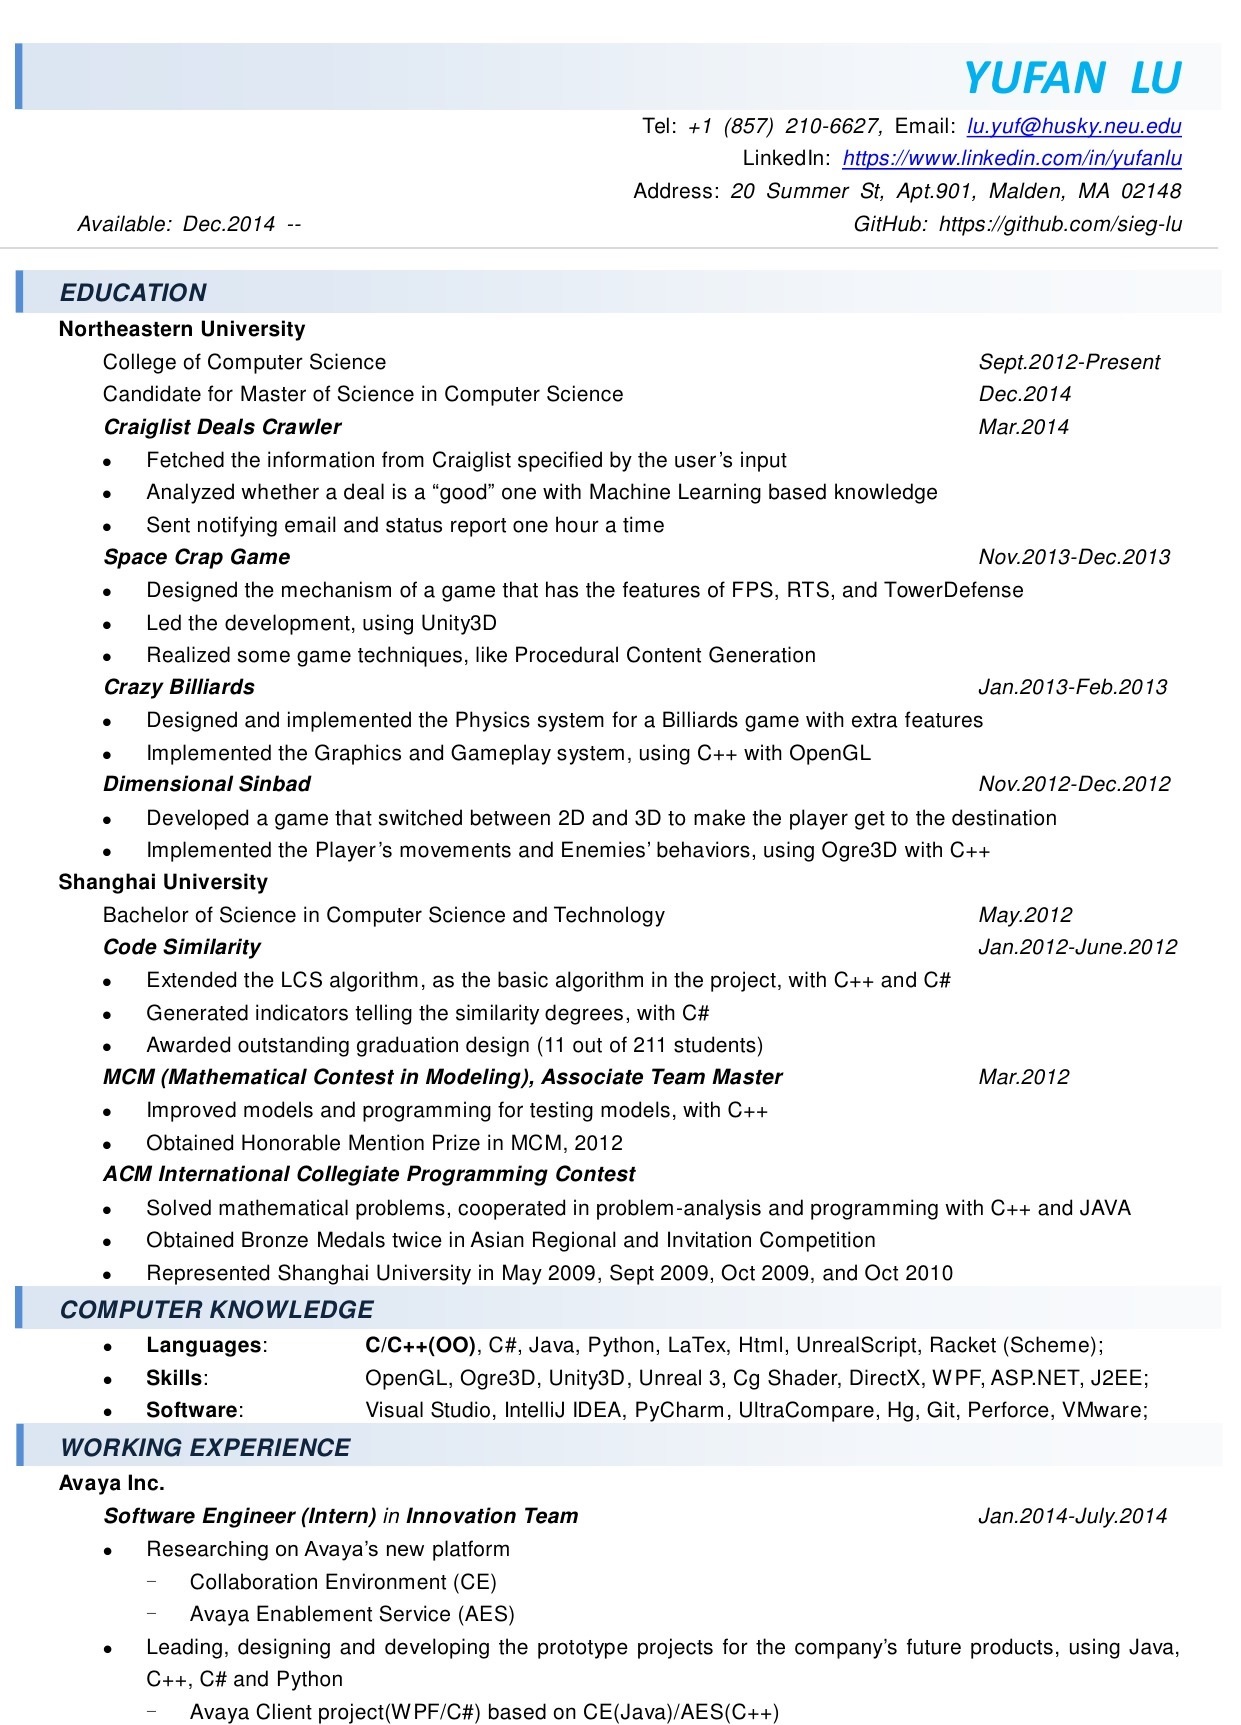 YUFAN LU
Tel: +1 (857) 210-6627, Email: lu.yuf@husky.neu.edu
LinkedIn: https://www.linkedin.com/in/yufanlu
Address: 20 Summer St, Apt.901, Malden, MA 02148
Available: Dec.2014 -- GitHub: https://github.com/sieg-lu
EDUCATION
Northeastern University
College of Computer Science Sept.2012-Present
Candidate for Master of Science in Computer Science Dec.2014
Craiglist Deals Crawler Mar.2014
• Fetched the information from Craiglist specified by the user’s input
• Analyzed whether a deal is a “good” one with Machine Learning based knowledge
• Sent notifying email and status report one hour a time
Space Crap Game Nov.2013-Dec.2013
• Designed the mechanism of a game that has the features of FPS, RTS, and TowerDefense
• Led the development, using Unity3D
• Realized some game techniques, like Procedural Content Generation
Crazy Billiards Jan.2013-Feb.2013
• Designed and implemented the Physics system for a Billiards game with extra features
• Implemented the Graphics and Gameplay system, using C++ with OpenGL
Dimensional Sinbad Nov.2012-Dec.2012
• Developed a game that switched between 2D and 3D to make the player get to the destination
• Implemented the Player’s movements and Enemies’ behaviors, using Ogre3D with C++
Shanghai University
Bachelor of Science in Computer Science and Technology May.2012
Code Similarity Jan.2012-June.2012
• Extended the LCS algorithm, as the basic algorithm in the project, with C++ and C#
• Generated indicators telling the similarity degrees, with C#
• Awarded outstanding graduation design (11 out of 211 students)
MCM (Mathematical Contest in Modeling), Associate Team Master Mar.2012
• Improved models and programming for testing models, with C++
• Obtained Honorable Mention Prize in MCM, 2012
ACM International Collegiate Programming Contest
• Solved mathematical problems, cooperated in problem-analysis and programming with C++ and JAVA
• Obtained Bronze Medals twice in Asian Regional and Invitation Competition
• Represented Shanghai University in May 2009, Sept 2009, Oct 2009, and Oct 2010
COMPUTER KNOWLEDGE
• Languages: C/C++(OO), C#, Java, Python, LaTex, Html, UnrealScript, Racket (Scheme);
• Skills: OpenGL, Ogre3D, Unity3D, Unreal 3, Cg Shader, DirectX, WPF, ASP.NET, J2EE;
• Software: Visual Studio, IntelliJ IDEA, PyCharm, UltraCompare, Hg, Git, Perforce, VMware;
WORKING EXPERIENCE
Avaya Inc.
Software Engineer (Intern) in Innovation Team Jan.2014-July.2014
• Researching on Avaya’s new platform
– Collaboration Environment (CE)
– Avaya Enablement Service (AES)
• Leading, designing and developing the prototype projects for the company’s future products, using Java,
C++, C# and Python
– Avaya Client project(WPF/C#) based on CE(Java)/AES(C++)